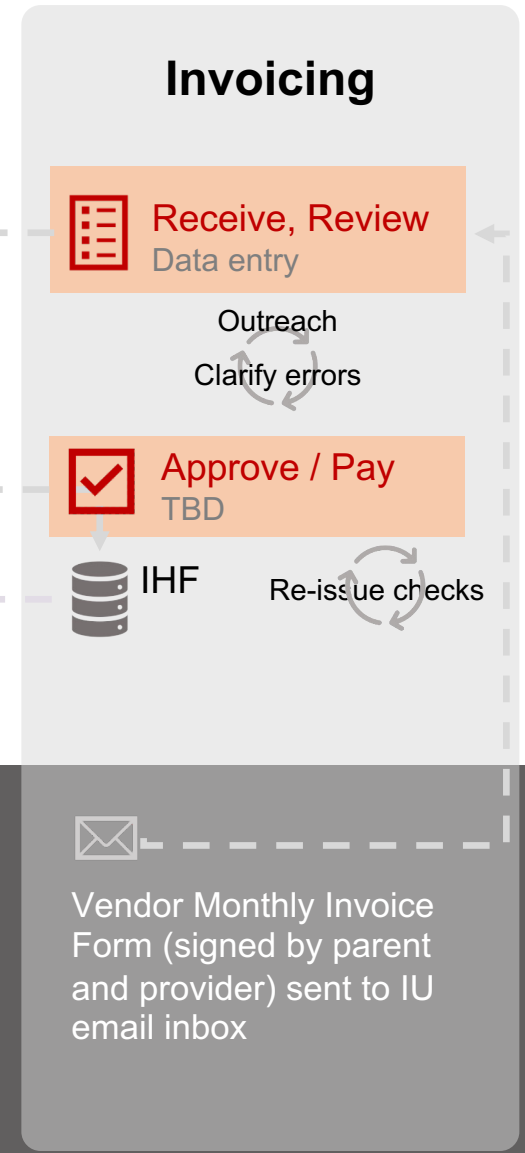 Invoicing
Receive, Review
Data entry
Outreach
Clarify errors
Approve / Pay
TBD
IHF
Re-issue checks
Vendor Monthly Invoice
Form (signed by parent
and provider) sent to IU
email inbox